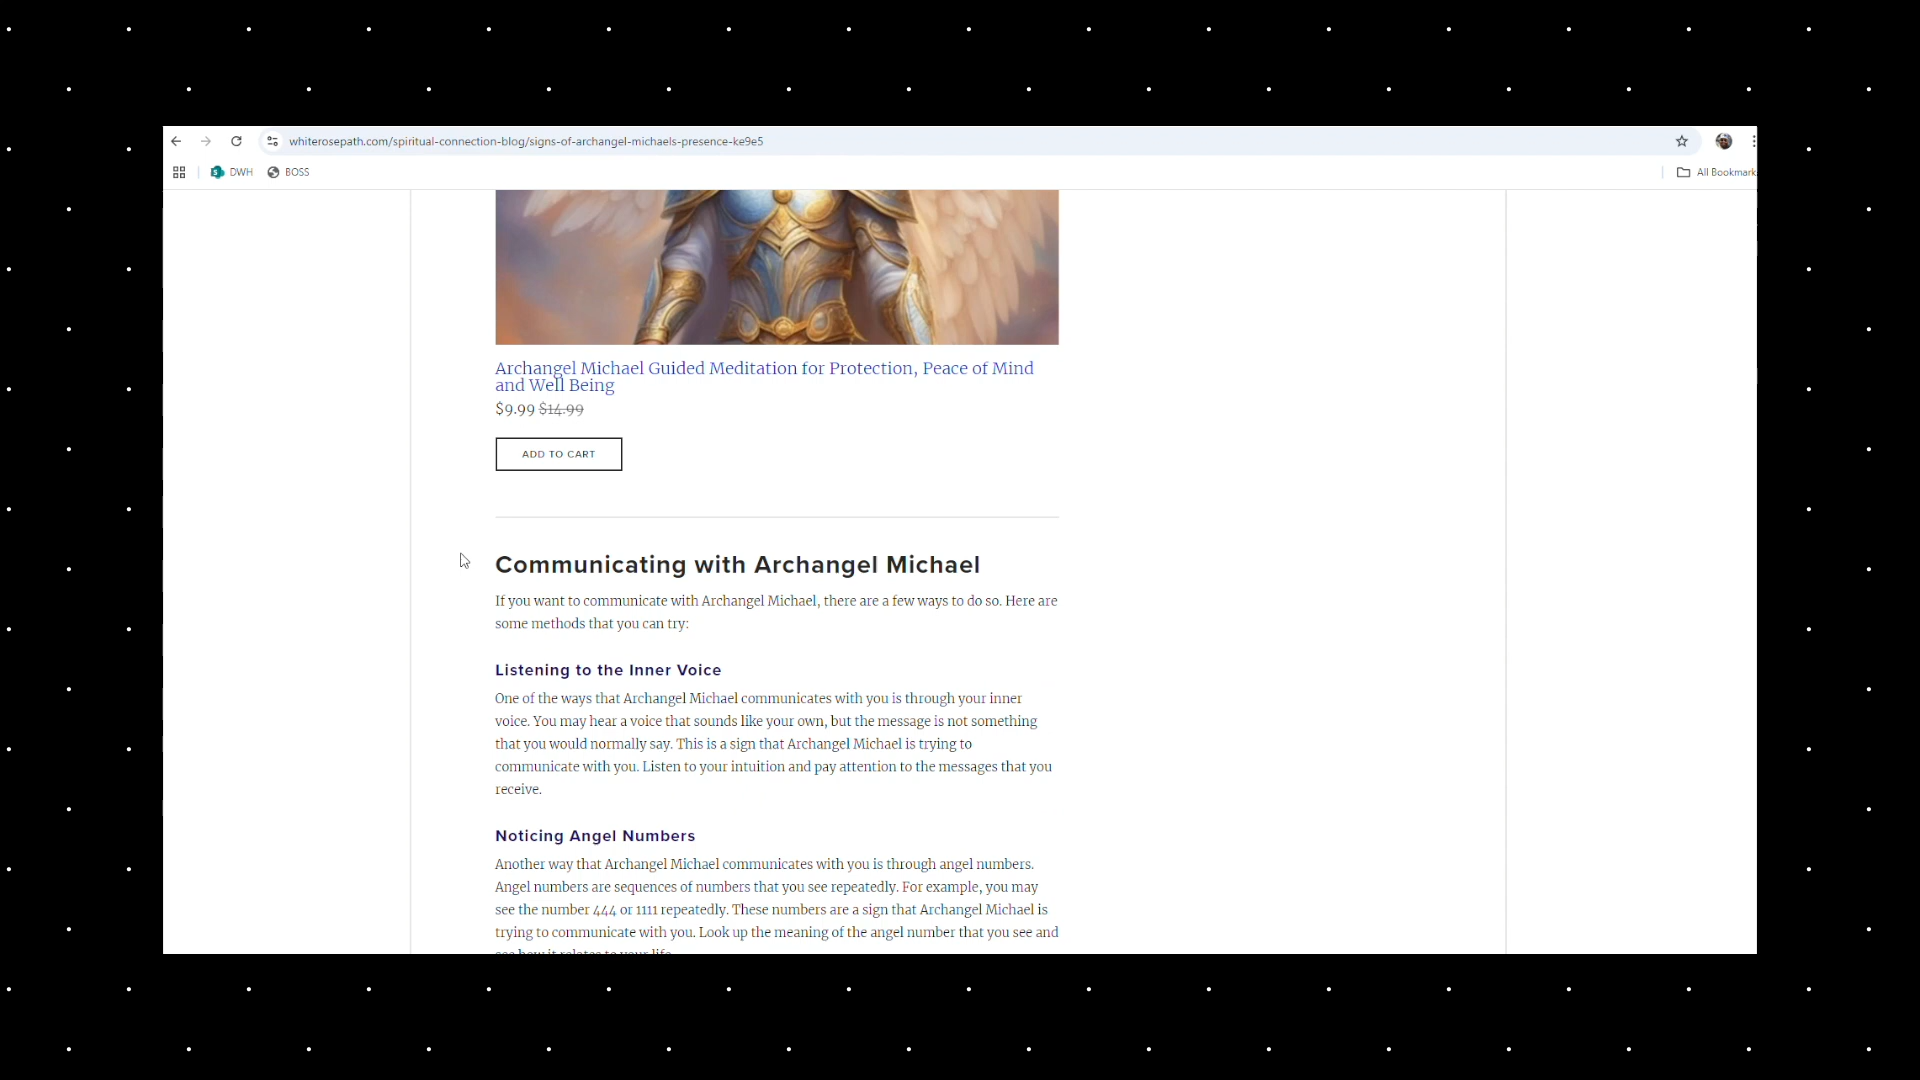 whiterosepath.com/spiritual-connection-blog/signs-of-archangel-michaels-presence-ke9e5
DWH BOSS All Bookmark
Archangel Michael Guided Meditation for Protection, Peace of Mind
and Well Being
$9.99 $14.99
ADD TO CART
Communicating with Archangel Michael
If you want to communicate with Archangel Michael, there are a few ways to do so. Here are
some methods that you can try:
Listening to the Inner Voice
One of the ways that Archangel Michael communicates with you is through your inner
voice. You may hear a voice that sounds like your own, but the message is not something
that you would normally say. This is a sign that Archangel Michael is trying to
communicate with you. Listen to your intuition and pay attention to the messages that you
receive.
Noticing Angel Numbers
Another way that Archangel Michael communicates with you is through angel numbers.
Angel numbers are sequences of numbers that you see repeatedly. For example, you may
see the number 444 or 1111 repeatedly. These numbers are a sign that Archangel Michael is
trying to communicate with you. Look up the meaning of the angel number that you see and
see how it relates to your life.